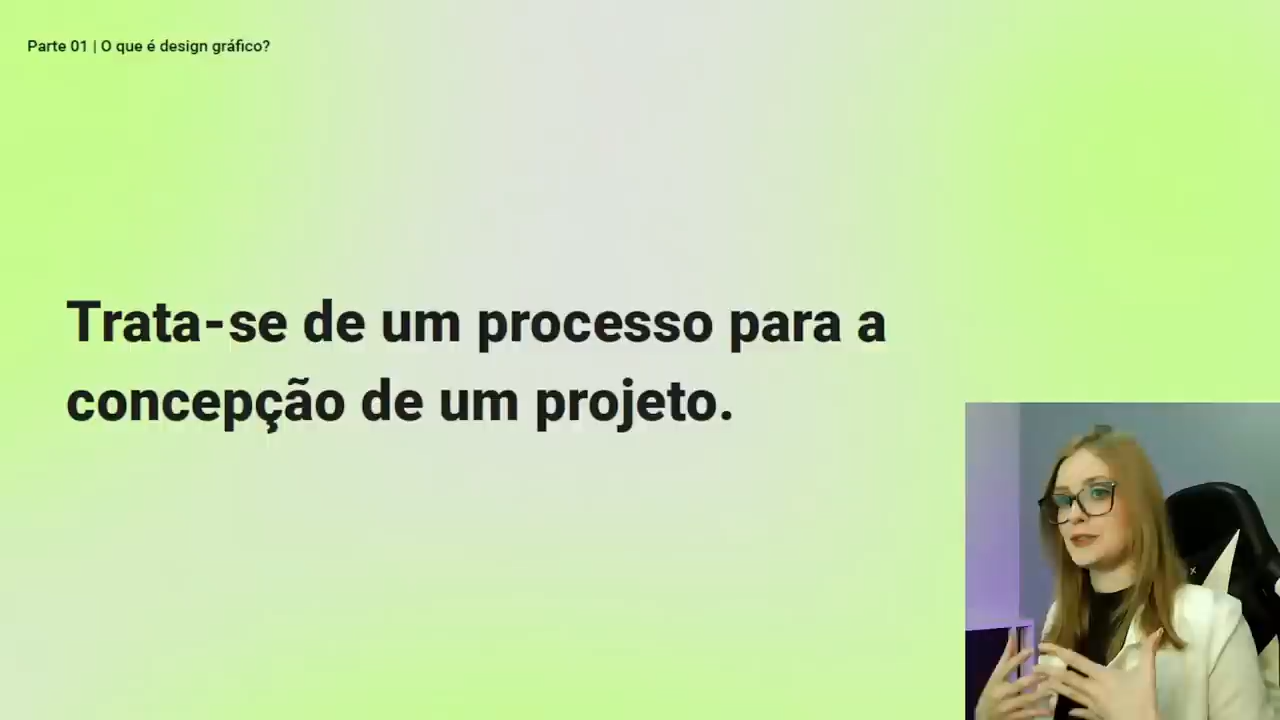 Parte 01 | O que é design gráfico?
Trata-se de um processo para a
concepção de um projeto.